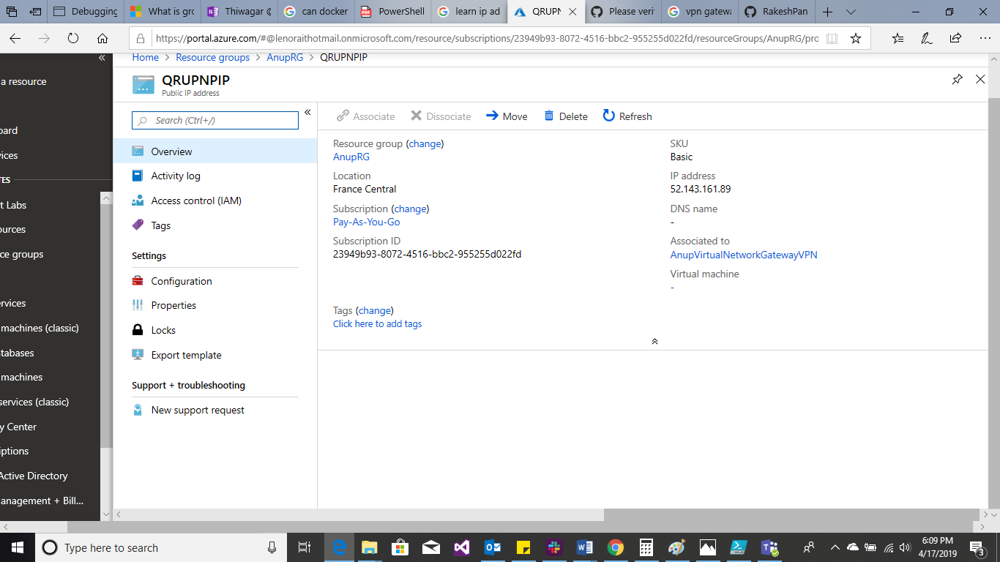 Debugging
What is gro
Thiwagar @
can docker
PowerShell
learn ip ad
QRUPN
Please veri
vpn gatewa
RakeshPan
https://portal.azure.com/#@lenoraithotmail.onmicrosoft.com/resource/subscriptions/23949b93-8072-4516-bbc2-955255d022fd/resourceGroups/AnupRG/pro
Home > Resource groups > AnupRG > QRUPNPIP
a resource
oard
vices
TES
t Labs
ources
ce groups
ervices
machines (classic)
tabases
machines
services (classic)
y Center
iptions
Active Directory
anagement + Bill...
QRUPNPIP
Public IP address
Search (Ctrl+/)
Overview
Activity log
Access control (IAM)
Tags
Settings
Configuration
Properties
Locks
Export template
Support + troubleshooting
New support request
Associate
Dissociate
Move
Delete
Refresh
Resource group (change)
AnupRG
Location
France Central
Subscription (change)
Pay-As-You-Go
Subscription ID
23949b93-8072-4516-bbc2-955255d022fd
SKU
Basic
IP address
52.143.161.89
DNS name
-
Associated to
AnupVirtualNetworkGatewayVPN
Virtual machine
-
Tags (change)
Click here to add tags
Type here to search
6:09 PM
4/17/2019
3